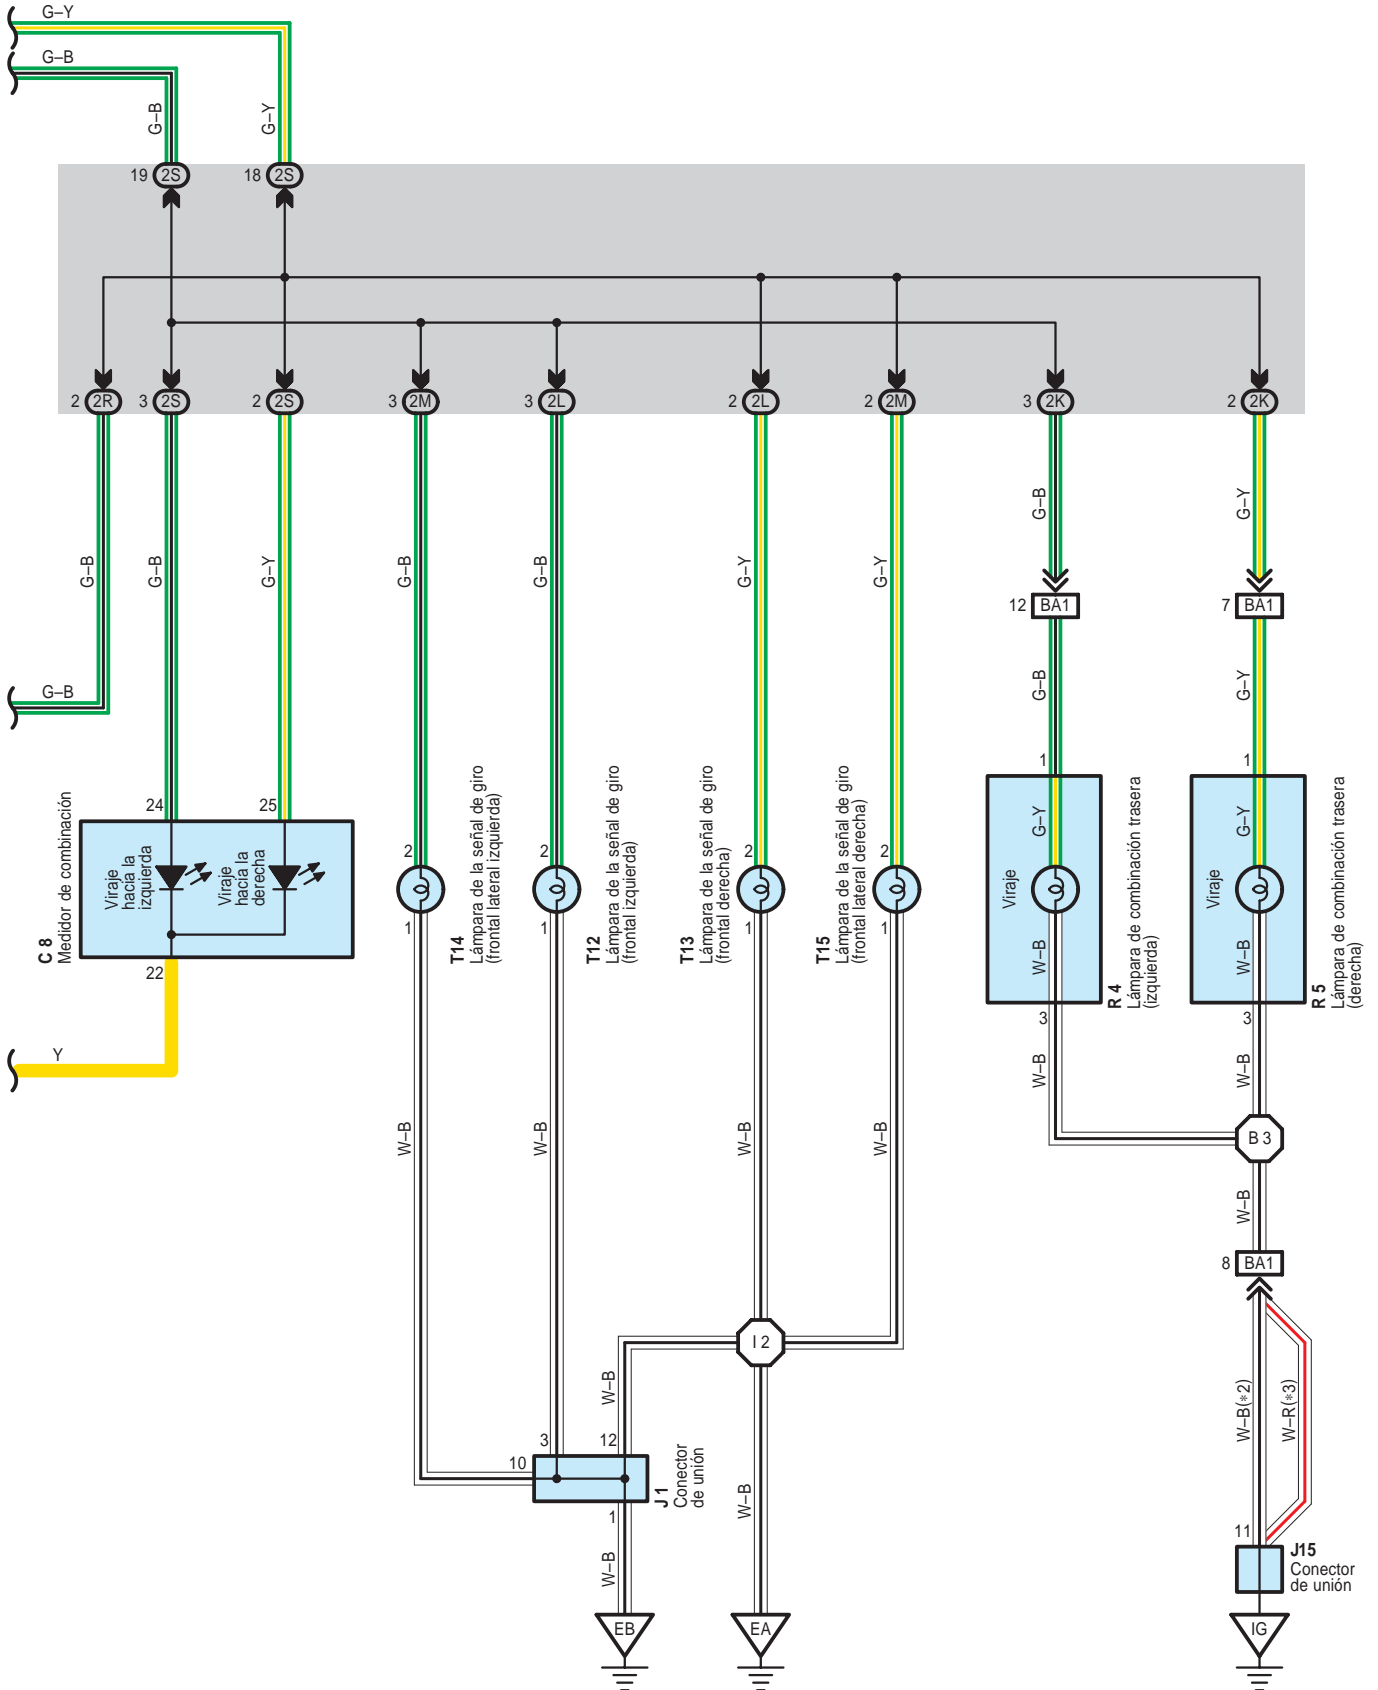 G–Y
G–B
G–B
G–Y
19 2S
18 2S
2 2R
3 2S
2 2S
3 2M
3 2L
2 2L
2 2M
3 2K
2 2K
G–B
G–Y
G–B
G–B
G–Y
G–B
G–B
G–Y
G–Y
12 BA1
7 BA1
G–B
G–Y
G–B
1
1
24
25
C 8
Medidor de combinación
Viraje
hacia la
izquierda
Viraje
hacia la
derecha
22
Y
2
1
T14
Lámpara de la señal de giro
(frontal lateral izquierda)
2
1
T12
Lámpara de la señal de giro
(frontal izquierda)
2
1
T13
Lámpara de la señal de giro
(frontal derecha)
2
1
T15
Lámpara de la señal de giro
(frontal lateral derecha)
Viraje
G–Y
W–B
R 4
Lámpara de combinación trasera
(izquierda)
Viraje
G–Y
W–B
R 5
Lámpara de combinación trasera
(derecha)
3
3
W–B
W–B
W–B
W–B
W–B
W–B
B 3
W–B
8 BA1
I 2
W–B
W–B(*2)
W–R(*3)
3
12
10
J 1
Conector
de unión
1
W–B
W–B
11
J15
Conector
de unión
EB
EA
IG